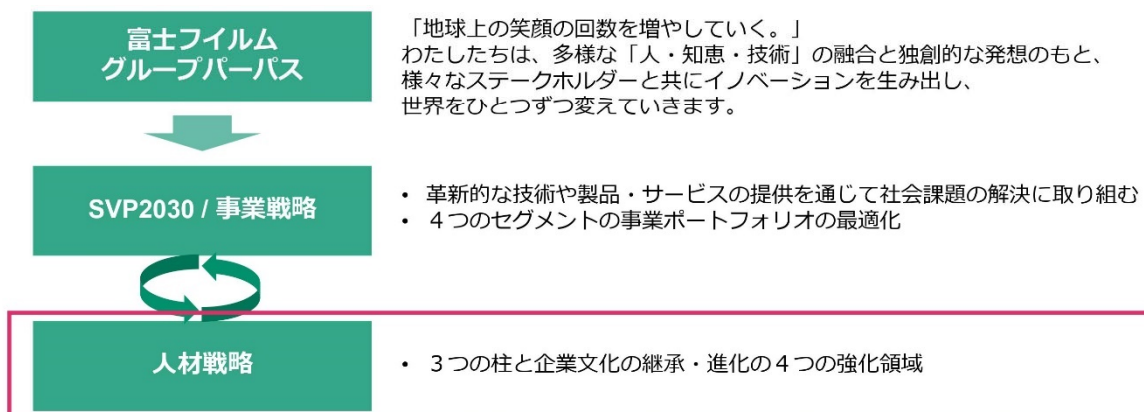 富士フイルム
グループパーパス
「地球上の笑顔の回数を増やしていく。」
わたしたちは、多様な「人・知恵・技術」の融合と独創的な発想のもと、
様々なステークホルダーと共にイノベーションを生み出し、
世界をひとつずつ変えていきます。
SVP2030 / 事業戦略
• 革新的な技術や製品・サービスの提供を通じて社会課題の解決に取り組む
• ４つのセグメントの事業ポートフォリオの最適化
人材戦略
• ３つの柱と企業文化の継承・進化の４つの強化領域